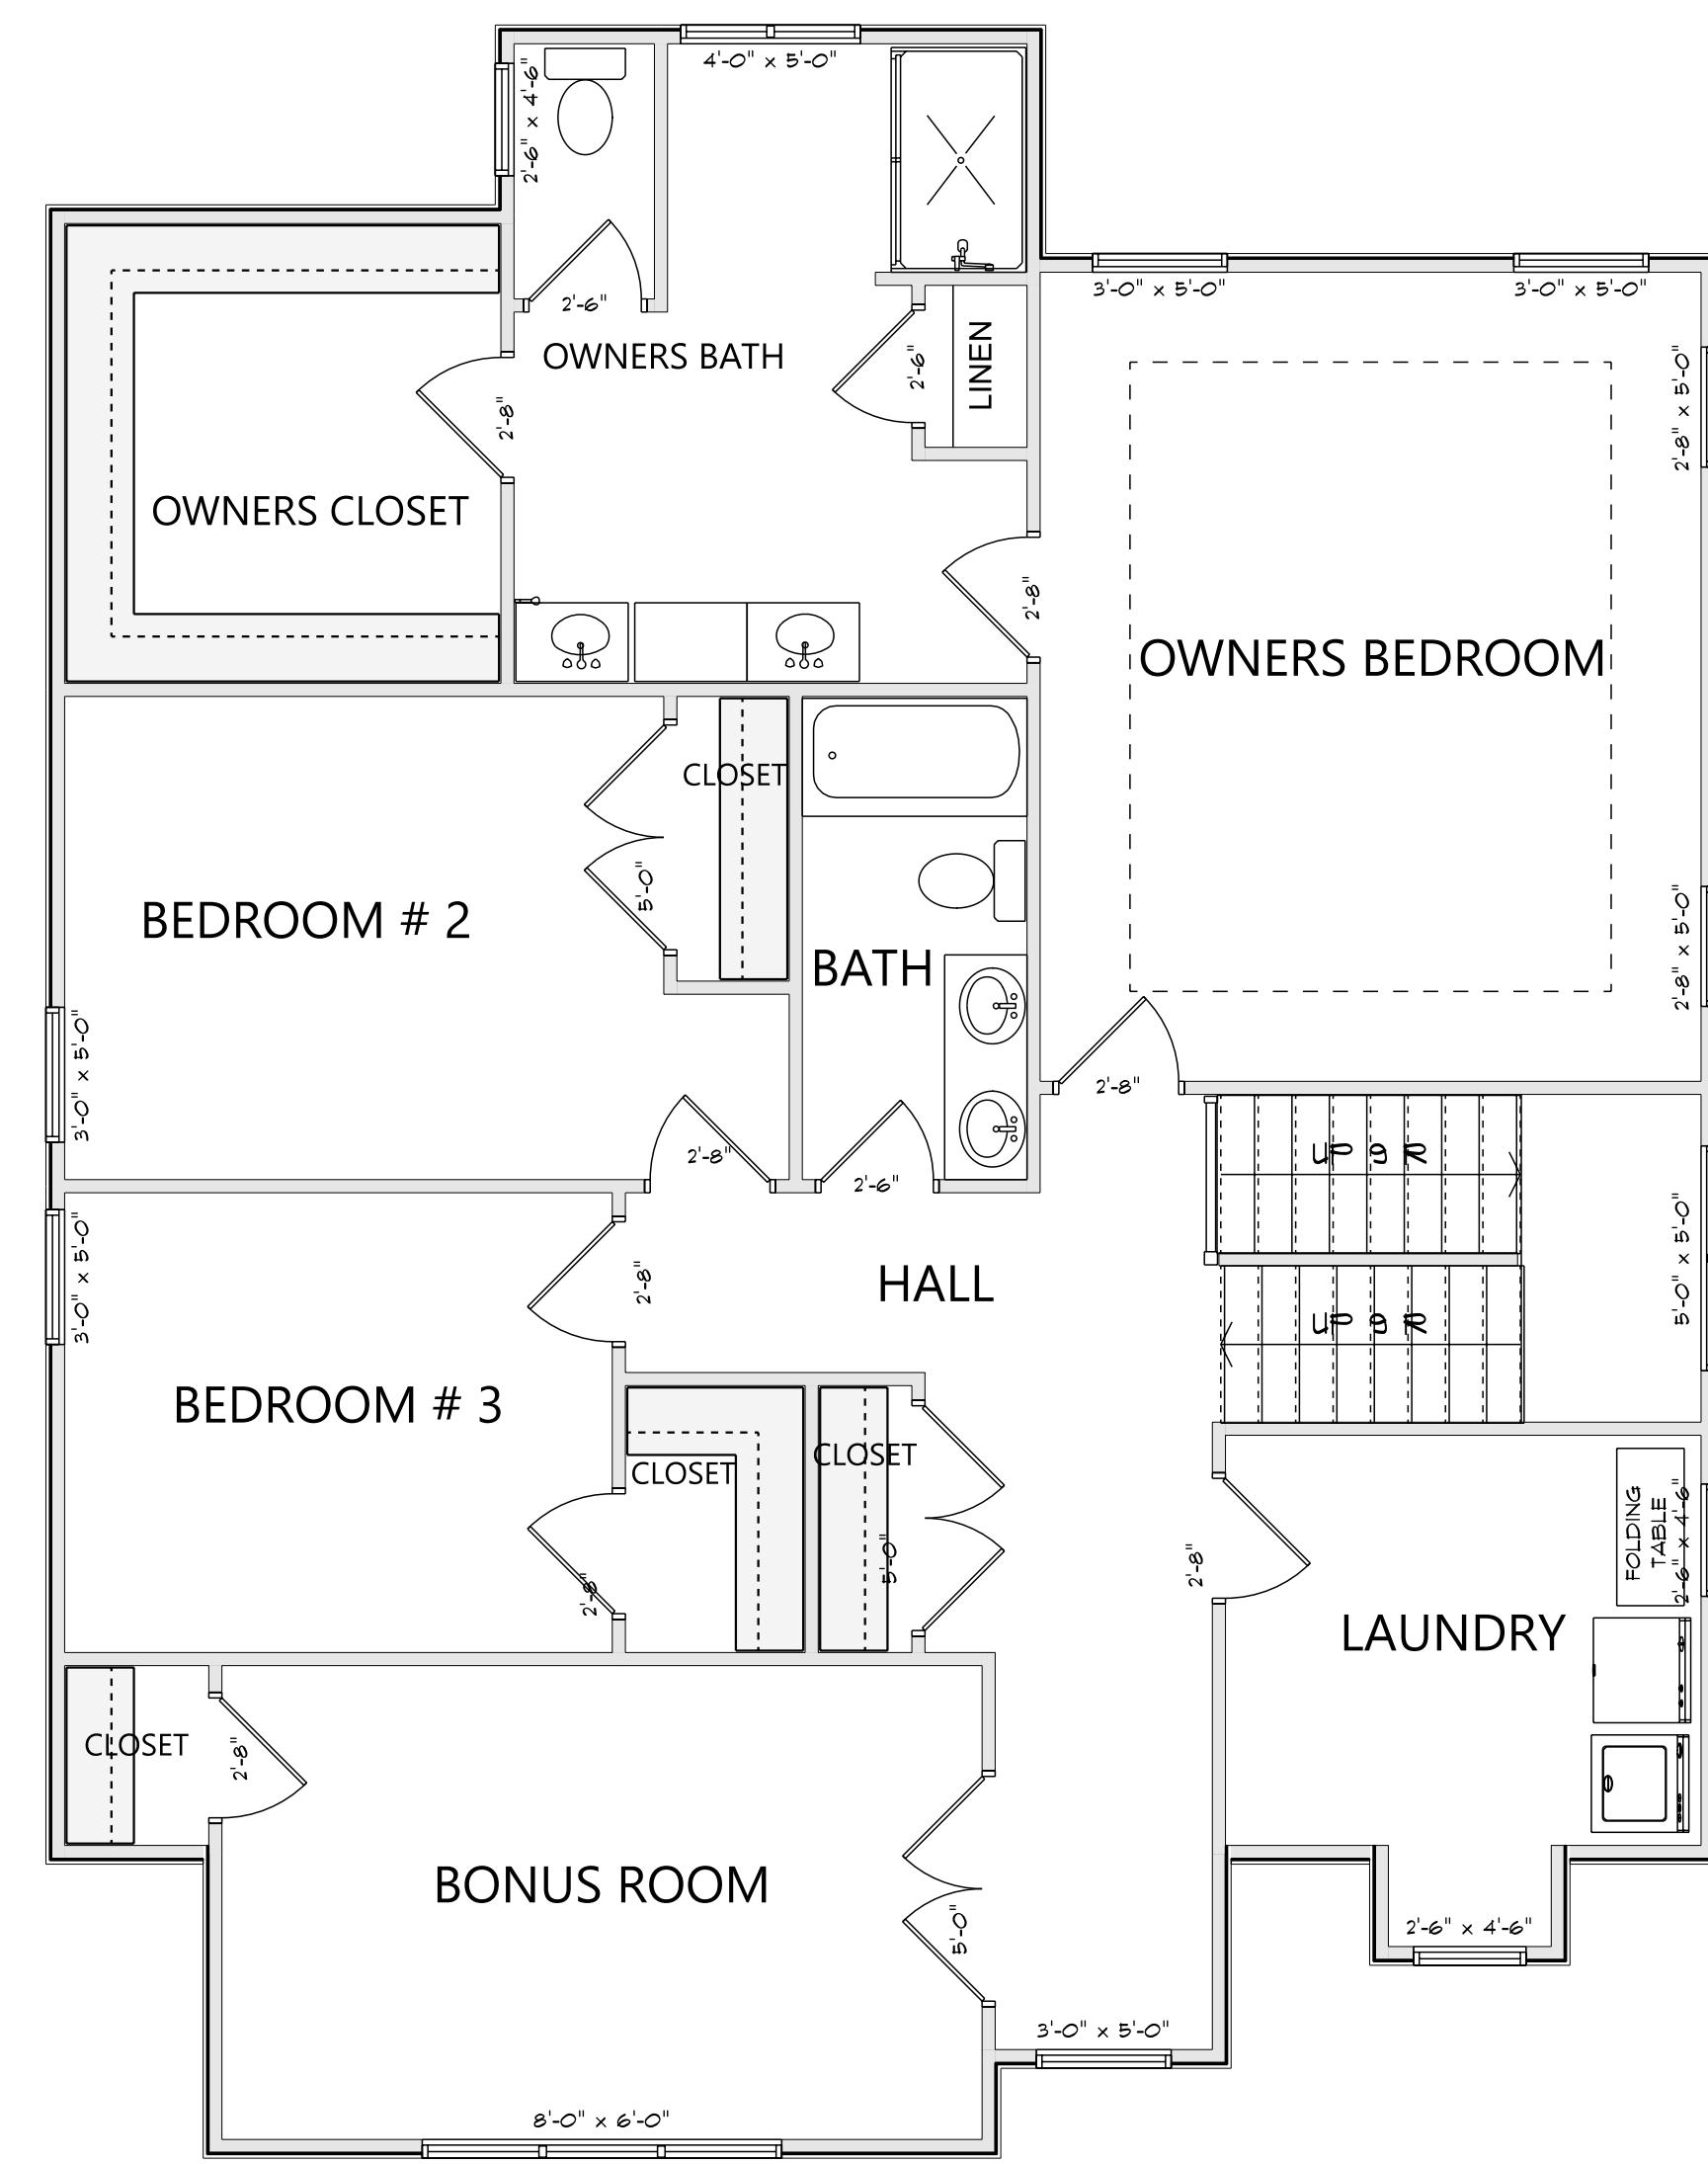 4'-0" x 5'-0"
2'-6" x 4'-6"
3'-0" x 5'-0"
3'-0" x 5'-0"
2'-6"
OWNERS BATH
2'-6"
LINEN
2'-8" x 5'-0"
2'-8"
OWNERS CLOSET
2'-8"
OWNERS BEDROOM
CLOSET
5'-0"
BEDROOM # 2
BATH
2'-8" x 5'-0"
3'-0" x 5'-0"
2'-8"
2'-8"
2'-6"
3'-0" x 5'-0"
2'-8"
HALL
5'-0" x 5'-0"
BEDROOM # 3
CLOSET
CLOSET
2'-8"
5'-0"
2'-8"
FOLDING
TABLE
2'-6" x 4'-6"
LAUNDRY
CLOSET
2'-8"
BONUS ROOM
5'-0"
2'-6" x 4'-6"
3'-0" x 5'-0"
8'-0" x 6'-0"